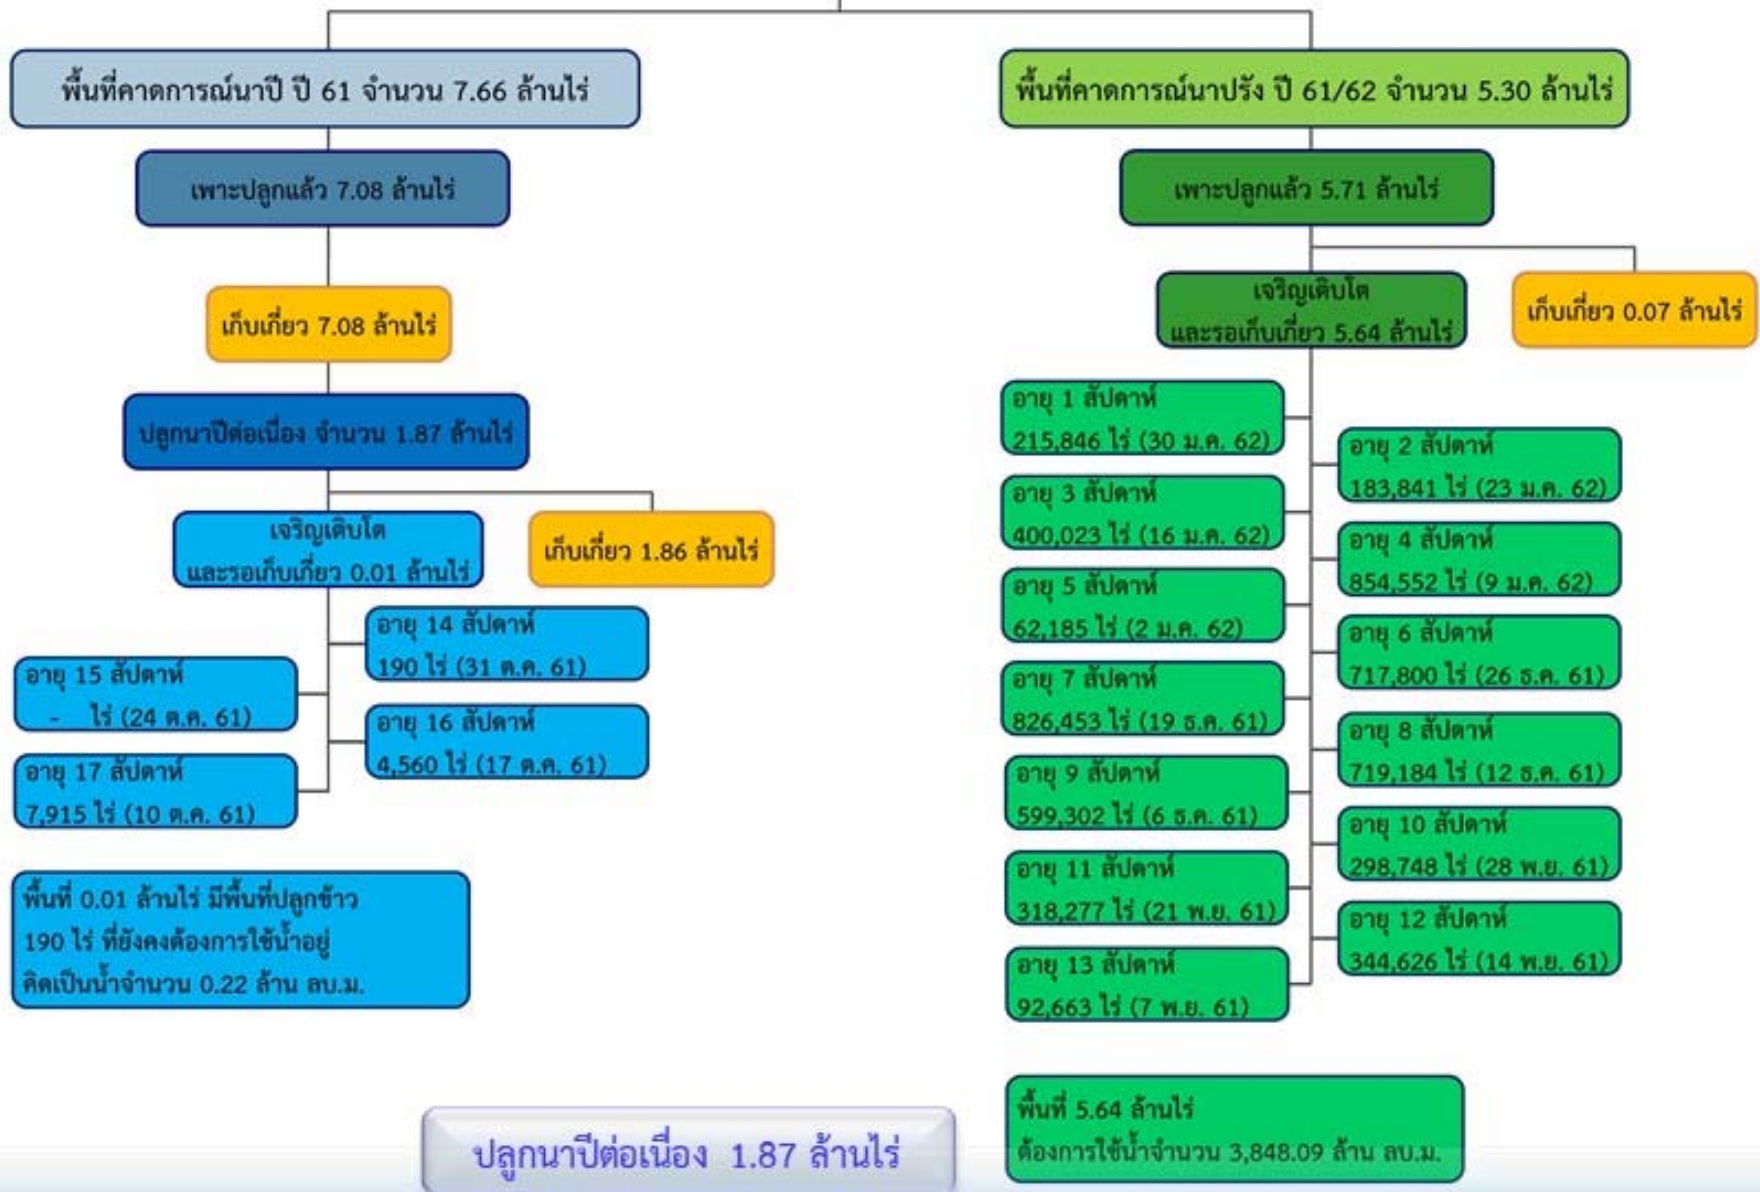 พื้นที่คาดการณ์นาปี ปี 61 จำนวน 7.66 ล้านไร่
เพาะปลูกแล้ว 7.08 ล้านไร่
เก็บเกี่ยว 7.08 ล้านไร่
ปลูกนาปีต่อเนื่อง จำนวน 1.87 ล้านไร่
เจริญเติบโต
และรอเก็บเกี่ยว 0.01 ล้านไร่
เก็บเกี่ยว 1.86 ล้านไร่
อายุ 14 สัปดาห์
190 ไร่ (31 ต.ค. 61)
อายุ 15 สัปดาห์
- ไร่ (24 ต.ค. 61)
อายุ 16 สัปดาห์
4,560 ไร่ (17 ต.ค. 61)
อายุ 17 สัปดาห์
7,915 ไร่ (10 ต.ค. 61)
พื้นที่ 0.01 ล้านไร่ มีพื้นที่ปลูกข้าว
190 ไร่ ที่ยังคงต้องการใช้น้ำอยู่
คิดเป็นน้ำจำนวน 0.22 ล้าน ลบ.ม.
พื้นที่คาดการณ์นาปรัง ปี 61/62 จำนวน 5.30 ล้านไร่
เพาะปลูกแล้ว 5.71 ล้านไร่
เจริญเติบโต
และรอเก็บเกี่ยว 5.64 ล้านไร่
เก็บเกี่ยว 0.07 ล้านไร่
อายุ 1 สัปดาห์
215,846 ไร่ (30 ม.ค. 62)
อายุ 2 สัปดาห์
183,841 ไร่ (23 ม.ค. 62)
อายุ 3 สัปดาห์
400,023 ไร่ (16 ม.ค. 62)
อายุ 4 สัปดาห์
854,552 ไร่ (9 ม.ค. 62)
อายุ 5 สัปดาห์
62,185 ไร่ (2 ม.ค. 62)
อายุ 6 สัปดาห์
717,800 ไร่ (26 ธ.ค. 61)
อายุ 7 สัปดาห์
826,453 ไร่ (19 ธ.ค. 61)
อายุ 8 สัปดาห์
719,184 ไร่ (12 ธ.ค. 61)
อายุ 9 สัปดาห์
599,302 ไร่ (6 ธ.ค. 61)
อายุ 10 สัปดาห์
298,748 ไร่ (28 พ.ย. 61)
อายุ 11 สัปดาห์
318,277 ไร่ (21 พ.ย. 61)
อายุ 12 สัปดาห์
344,626 ไร่ (14 พ.ย. 61)
อายุ 13 สัปดาห์
92,663 ไร่ (7 พ.ย. 61)
พื้นที่ 5.64 ล้านไร่
ต้องการใช้น้ำจำนวน 3,848.09 ล้าน ลบ.ม.
ปลูกนาปีต่อเนื่อง 1.87 ล้านไร่